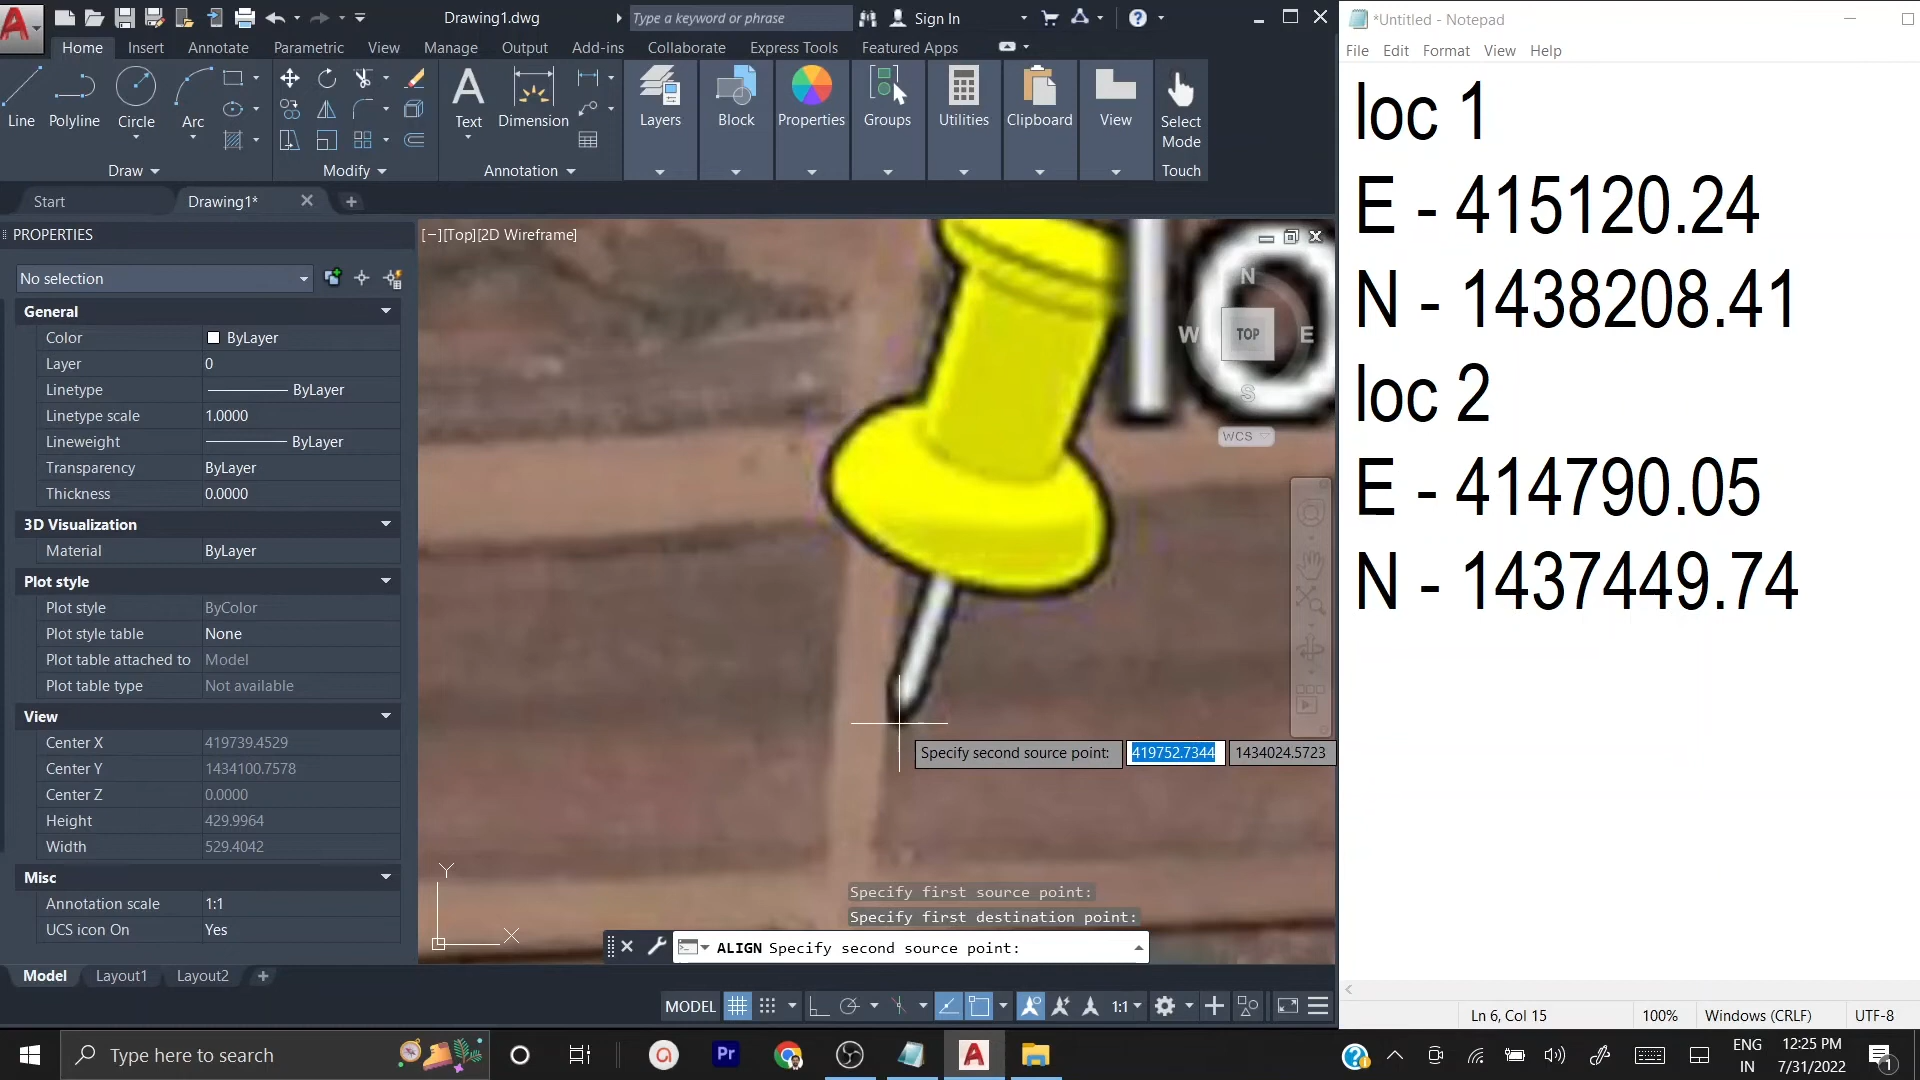 Drawing1.dwg
Type a keyword or phrase
Sign In
Home Insert Annotate Parametric View Manage Output Add-ins Collaborate Express Tools Featured Apps
Line Polyline Circle Arc
Text Dimension
Layers Block Properties Groups Utilities Clipboard View Select Mode
Draw Modify Annotation Touch
Start Drawing1*
PROPERTIES
No selection
General
Color ByLayer
Layer 0
Linetype ByLayer
Linetype scale 1.0000
Lineweight ByLayer
Transparency ByLayer
Thickness 0.0000
3D Visualization
Material ByLayer
Plot style
Plot style ByColor
Plot style table None
Plot table attached to Model
Plot table type Not available
View
Center X 419739.4529
Center Y 1434100.7578
Center Z 0.0000
Height 429.9964
Width 529.4042
Misc
Annotation scale 1:1
UCS icon On Yes
[−][Top][2D Wireframe]
N
W TOP E
S
WCS
lo
Specify second source point: 419752.7344 1434024.5723
Y
X
Specify first source point:
Specify first destination point:
ALIGN Specify second source point:
Model Layout1 Layout2
MODEL 1:1
*Untitled - Notepad
File Edit Format View Help
loc 1
E - 415120.24
N - 1438208.41
loc 2
E - 414790.05
N - 1437449.74
Ln 6, Col 15 100% Windows (CRLF) UTF-8
Type here to search
Pr
ENG
IN
12:25 PM
7/31/2022
1